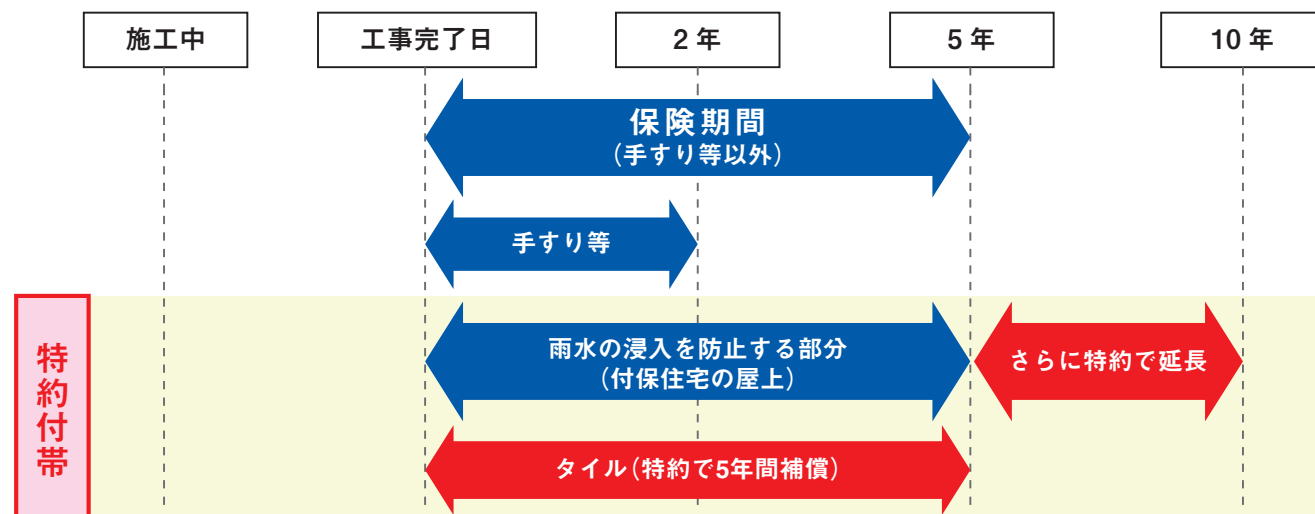 施工中
工事完了日
2 年
5 年
10 年
保険期間
(手すり等以外)
手すり等
特約付帯
雨水の浸入を防止する部分
(付保住宅の屋上)
さらに特約で延長
タイル(特約で5年間補償)